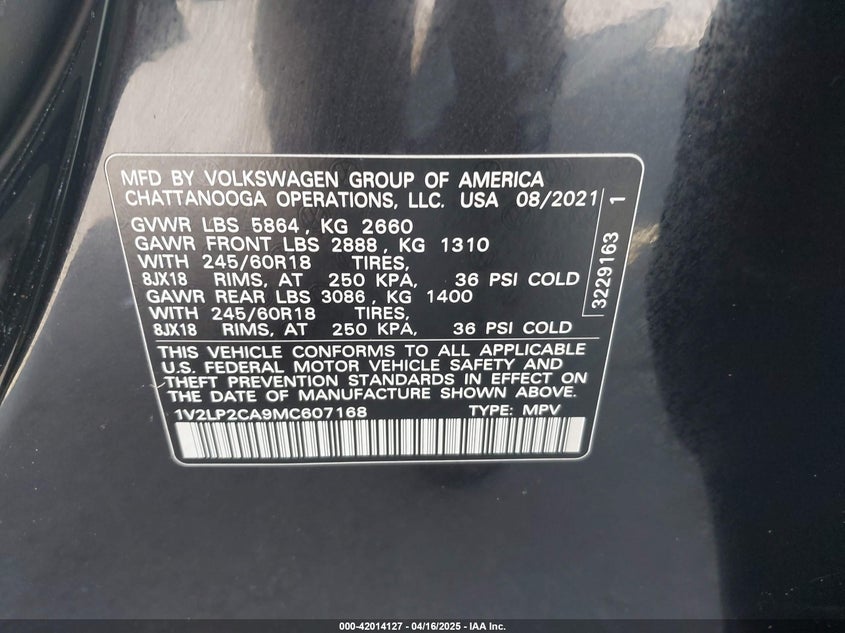 MFD BY VOLKSWAGEN GROUP OF AMERICA
CHATTANOOGA OPERATIONS, LLC. USA 08/2021
GVWR LBS 5864, KG 2660
GAWR FRONT LBS 2888, KG 1310
WITH 245/60R18 TIRES,
8JX18 RIMS, AT 250 KPA, 36 PSI COLD
GAWR REAR LBS 3086, KG 1400
WITH 245/60R18 TIRES,
8JX18 RIMS, AT 250 KPA, 36 PSI COLD
THIS VEHICLE CONFORMS TO ALL APPLICABLE
U.S. FEDERAL MOTOR VEHICLE SAFETY AND
THEFT PREVENTION STANDARDS IN EFFECT ON
THE DATE OF MANUFACTURE SHOWN ABOVE.
1V2LP2CA9MC607168 TYPE: MPV
3229163 1
000-42014127 - 04/16/2025 - IAA Inc.